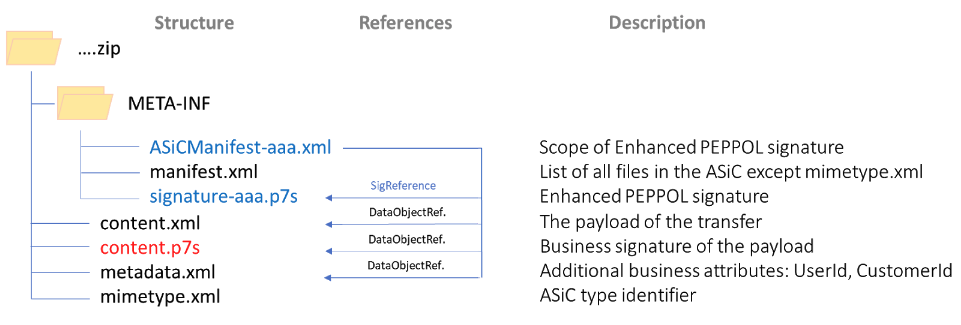 Structure References Description
....zip
META-INF
ASiCManifest-aaa.xml Scope of Enhanced PEPPOL signature
manifest.xml List of all files in the ASiC except mimetype.xml
signature-aaa.p7s SigReference Enhanced PEPPOL signature
content.xml DataObjectRef. The payload of the transfer
content.p7s DataObjectRef. Business signature of the payload
metadata.xml DataObjectRef. Additional business attributes: UserId, CustomerId
mimetype.xml ASiC type identifier